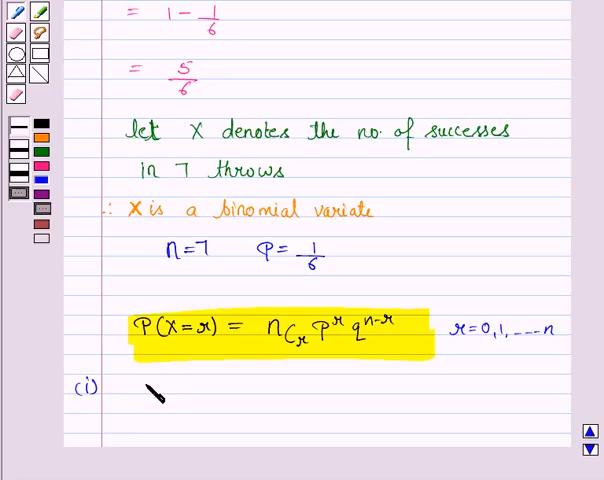 = 1 - 1/6
= 5/6
let X denotes the no. of successes
in 7 throws
∴ X is a binomial variate
n=7 P= 1/6
P(X=r) = nCr P^r q^(n-r) r=0,1,----n
(i)